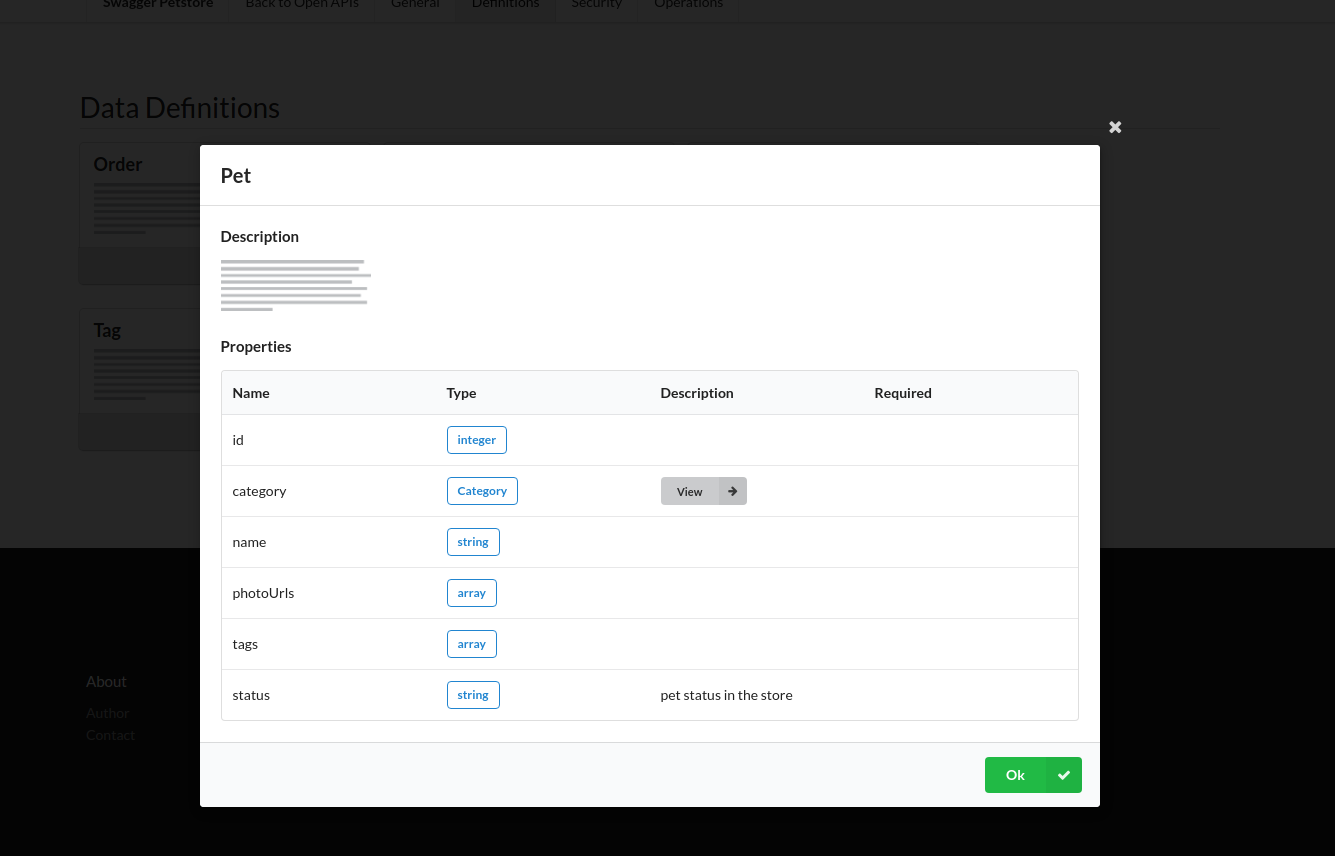 Swagger Petstore Back to Open APIs General Definitions Security Operations
Data Definitions
Order
Tag
Pet
Description
Properties
Name Type Description Required
id integer
category Category View
name string
photoUrls array
tags array
status string pet status in the store
Ok
About
Author
Contact